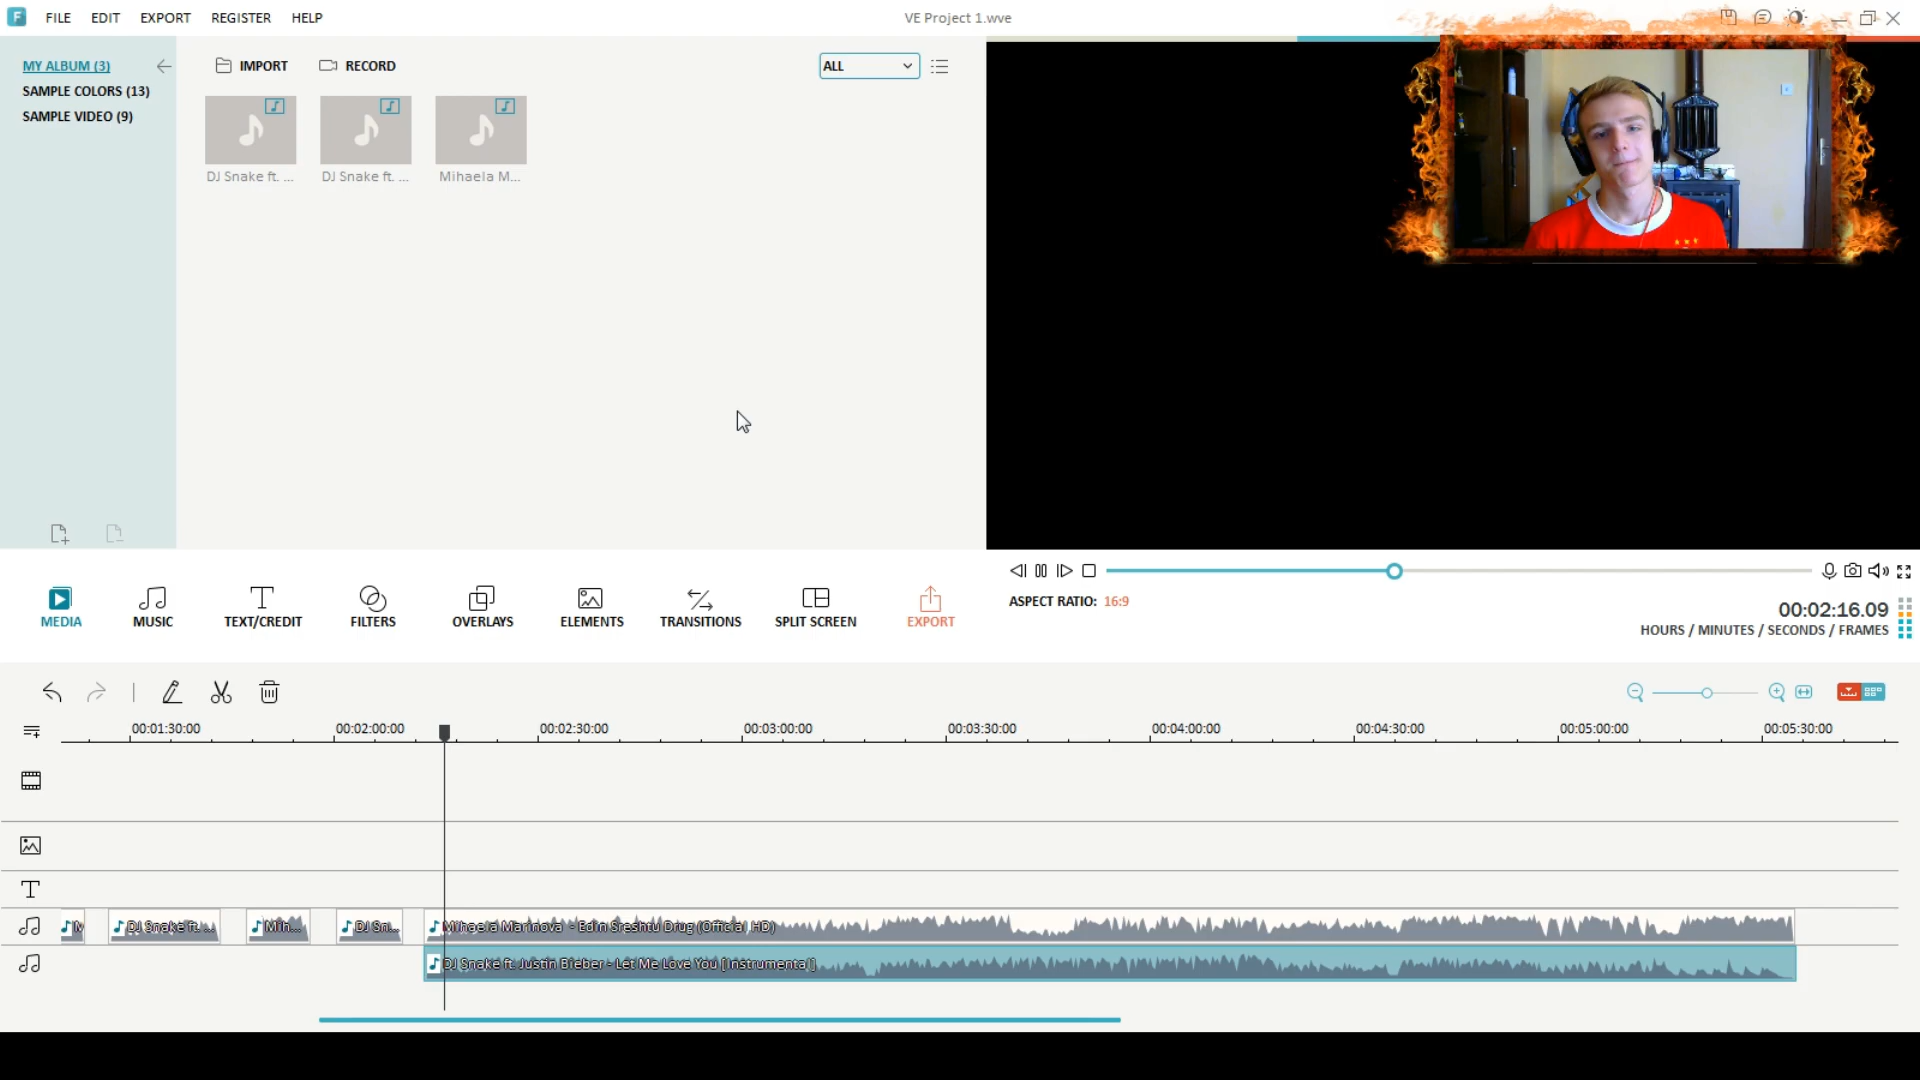 FILE EDIT EXPORT REGISTER HELP
VE Project 1.wve
MY ALBUM (3)
SAMPLE COLORS (13)
SAMPLE VIDEO (9)
IMPORT RECORD
ALL
DJ Snake ft. ... DJ Snake ft. ... Mihaela M...
MEDIA MUSIC TEXT/CREDIT FILTERS OVERLAYS ELEMENTS TRANSITIONS SPLIT SCREEN EXPORT
ASPECT RATIO: 16:9
00:02:16.09
HOURS / MINUTES / SECONDS / FRAMES
00:01:30:00 00:02:00:00 00:02:30:00 00:03:00:00 00:03:30:00 00:04:00:00 00:04:30:00 00:05:00:00 00:05:30:00
DJ Snake ft. ... Mih... DJ Sn... Mihaela Marinova - Edin Sreshtu Drug (Official HD)
DJ Snake ft. Justin Bieber - Let Me Love You [Instrumental]